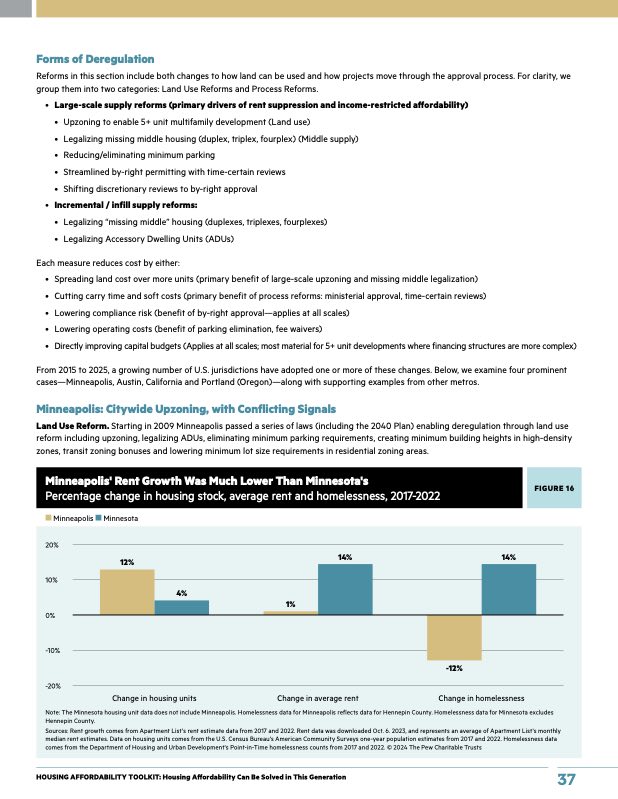 Forms of Deregulation
Reforms in this section include both changes to how land can be used and how projects move through the approval process. For clarity, we
group them into two categories: Land Use Reforms and Process Reforms.
• Large-scale supply reforms (primary drivers of rent suppression and income-restricted affordability)
• Upzoning to enable 5+ unit multifamily development (Land use)
• Legalizing missing middle housing (duplex, triplex, fourplex) (Middle supply)
• Reducing/eliminating minimum parking
• Streamlined by-right permitting with time-certain reviews
• Shifting discretionary reviews to by-right approval
• Incremental / infill supply reforms:
• Legalizing “missing middle” housing (duplexes, triplexes, fourplexes)
• Legalizing Accessory Dwelling Units (ADUs)
Each measure reduces cost by either:
• Spreading land cost over more units (primary benefit of large-scale upzoning and missing middle legalization)
• Cutting carry time and soft costs (primary benefit of process reforms: ministerial approval, time-certain reviews)
• Lowering compliance risk (benefit of by-right approval—applies at all scales)
• Lowering operating costs (benefit of parking elimination, fee waivers)
• Directly improving capital budgets (Applies at all scales; most material for 5+ unit developments where financing structures are more complex)
From 2015 to 2025, a growing number of U.S. jurisdictions have adopted one or more of these changes. Below, we examine four prominent
cases—Minneapolis, Austin, California and Portland (Oregon)—along with supporting examples from other metros.
Minneapolis: Citywide Upzoning, with Conflicting Signals
Land Use Reform. Starting in 2009 Minneapolis passed a series of laws (including the 2040 Plan) enabling deregulation through land use
reform including upzoning, legalizing ADUs, eliminating minimum parking requirements, creating minimum building heights in high-density
zones, transit zoning bonuses and lowering minimum lot size requirements in residential zoning areas.
Minneapolis' Rent Growth Was Much Lower Than Minnesota's
Percentage change in housing stock, average rent and homelessness, 2017-2022
FIGURE 16
Minneapolis Minnesota
20%
10%
0%
-10%
-20%
12%
4%
1%
14%
-12%
14%
Change in housing units
Change in average rent
Change in homelessness
Note: The Minnesota housing unit data does not include Minneapolis. Homelessness data for Minneapolis reflects data for Hennepin County. Homelessness data for Minnesota excludes
Hennepin County.
Sources: Rent growth comes from Apartment List's rent estimate data from 2017 and 2022. Rent data was downloaded Oct. 6. 2023, and represents an average of Apartment List's monthly
median rent estimates. Data on housing units comes from the U.S. Census Bureau's American Community Surveys one-year population estimates from 2017 and 2022. Homelessness data
comes from the Department of Housing and Urban Development's Point-in-Time homelessness counts from 2017 and 2022. © 2024 The Pew Charitable Trusts
HOUSING AFFORDABILITY TOOLKIT: Housing Affordability Can Be Solved in This Generation
37